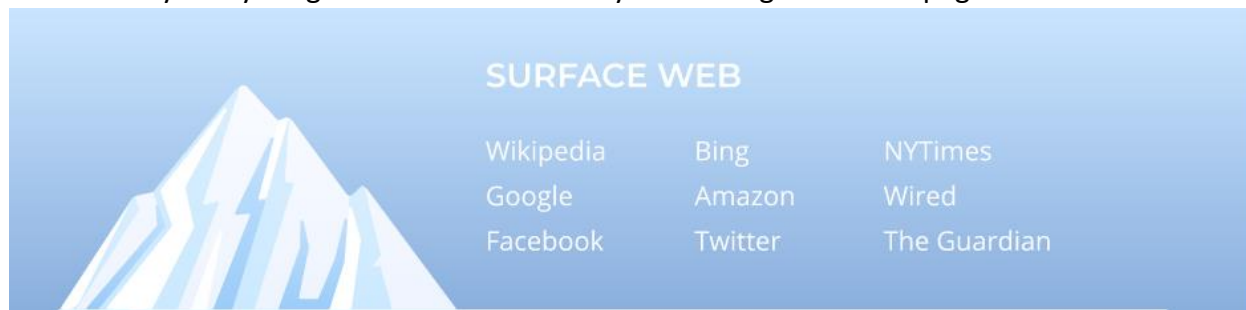 SURFACE WEB
Wikipedia Bing NYTimes
Google Amazon Wired
Facebook Twitter The Guardian